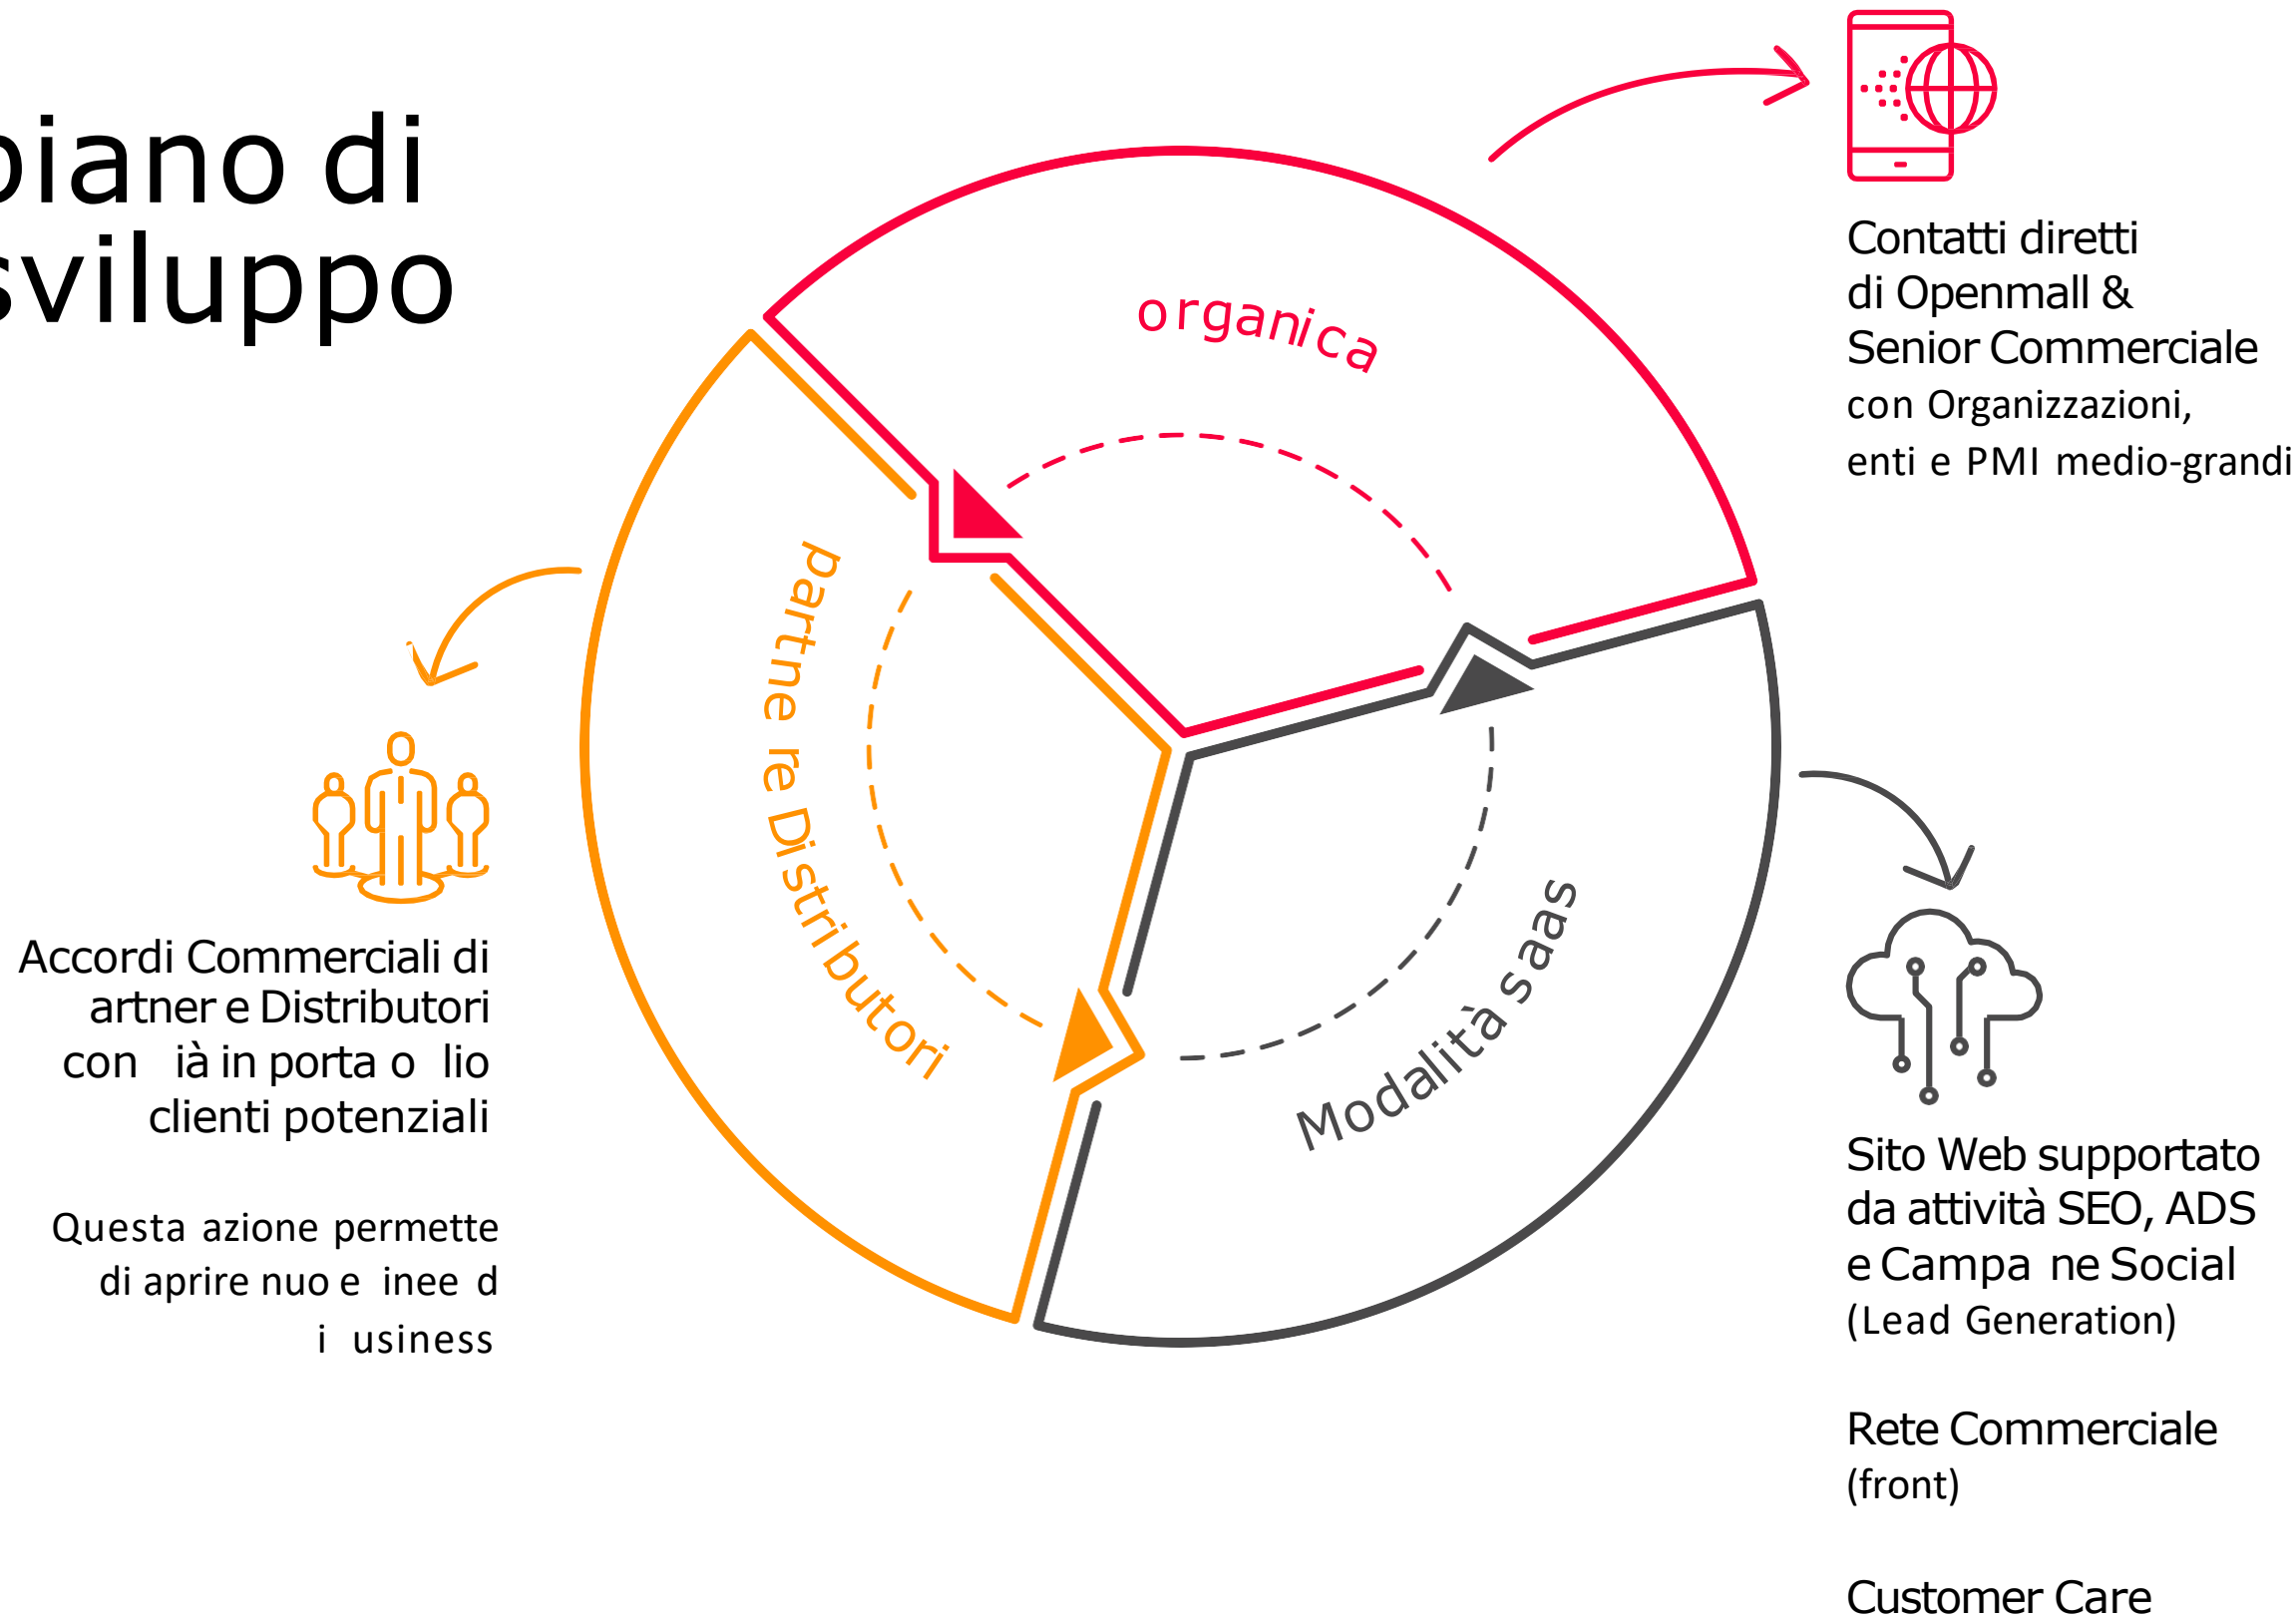 piano di
sviluppo
organica
Contatti diretti
di Openmall &
Senior Commerciale
con Organizzazioni,
enti e PMI medio-grandi
partne re Distributori
Accordi Commerciali di
artner e Distributori
con ià in porta o lio
clienti potenziali
Questa azione permette
di aprire nuo e inee d
i usiness
Modalità saas
Sito Web supportato
da attività SEO, ADS
e Campa ne Social
(Lead Generation)
Rete Commerciale
(front)
Customer Care